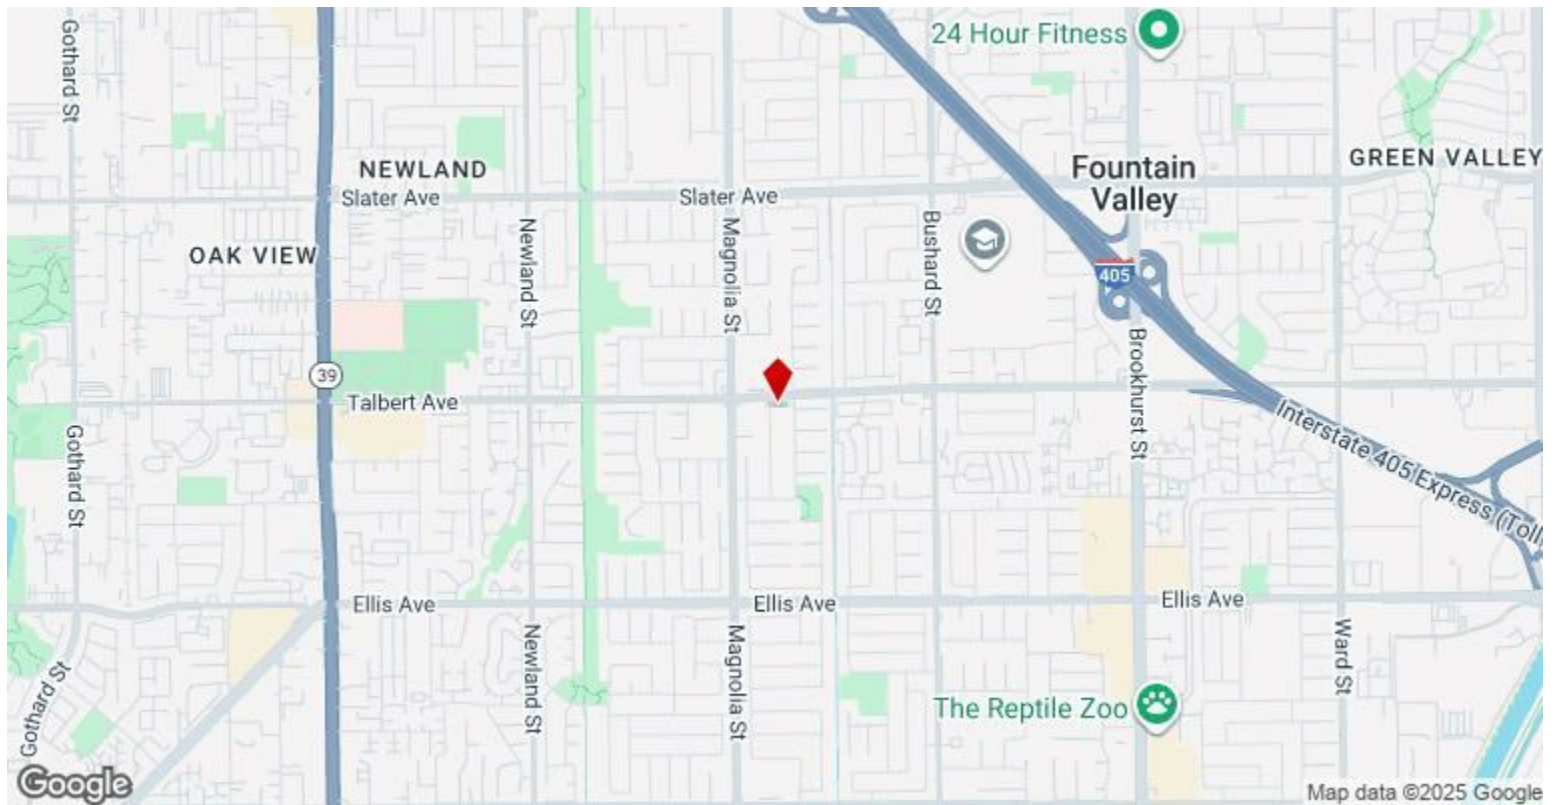 Gothard St
24 Hour Fitness
NEWLAND
Fountain
Valley
GREEN VALLEY
Slater Ave
Slater Ave
OAK VIEW
Newland St
Magnolia St
Bushard St
405
39
Brookhurst St
Talbert Ave
Interstate 405 Express (Toll)
Gothard St
Ellis Ave
Ellis Ave
Ellis Ave
Newland St
Magnolia St
Ward St
Gothard St
The Reptile Zoo
Google
Map data ©2025 Google